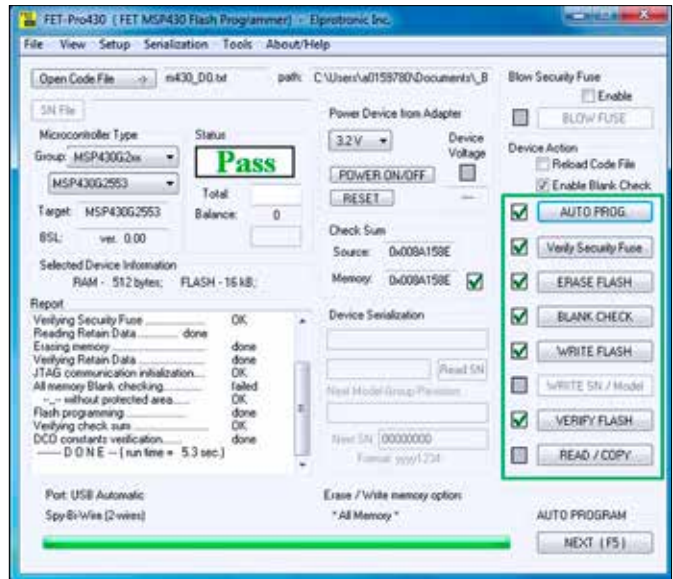 FET-Pro430 ( FET MSP430 Flash Programmer) - Elprotronic Inc.
File View Setup Serialization Tools About/Help
Open Code File -> m430_DO.txt path: C:\Users\a0159780\Documents\_B
SN File
Microcontroller Type
Group: MSP430G2xx
MSP430G2553
Target: MSP430G2553
BSL: ver. 0.00
Status
Pass
Total:
Balance: 0
Selected Device Information
RAM - 512 bytes; FLASH - 16 kB;
Report
Verifying Security Fuse OK
Reading Retain Data done
Erasing memory done
Verifying Retain Data done
JTAG communication initialization OK
All memory Blank checking failed
-.,- without protected area OK
Flash programming done
Verifying check sum OK
DCO constants verification done
----- D O N E -- ( run time = 5.3 sec.)
Port: USB Automatic
Spy-Bi-Wire (2-wires)
Power Device from Adapter
3.2 V
Device
Voltage
POWER ON/OFF
RESET
Check Sum
Source: 0x008A158E
Memory: 0x008A158E
Device Serialization
Read SN
Next Model-Group-Revision
Next SN 00000000
Format: yyyy1234
Erase / Write memory option:
" All Memory "
Blow Security Fuse
Enable
BLOW FUSE
Device Action
Reload Code File
Enable Blank Check
AUTO PROG.
Verify Security Fuse
ERASE FLASH
BLANK CHECK
WRITE FLASH
WRITE SN / Model
VERIFY FLASH
READ / COPY
AUTO PROGRAM
NEXT (F5)